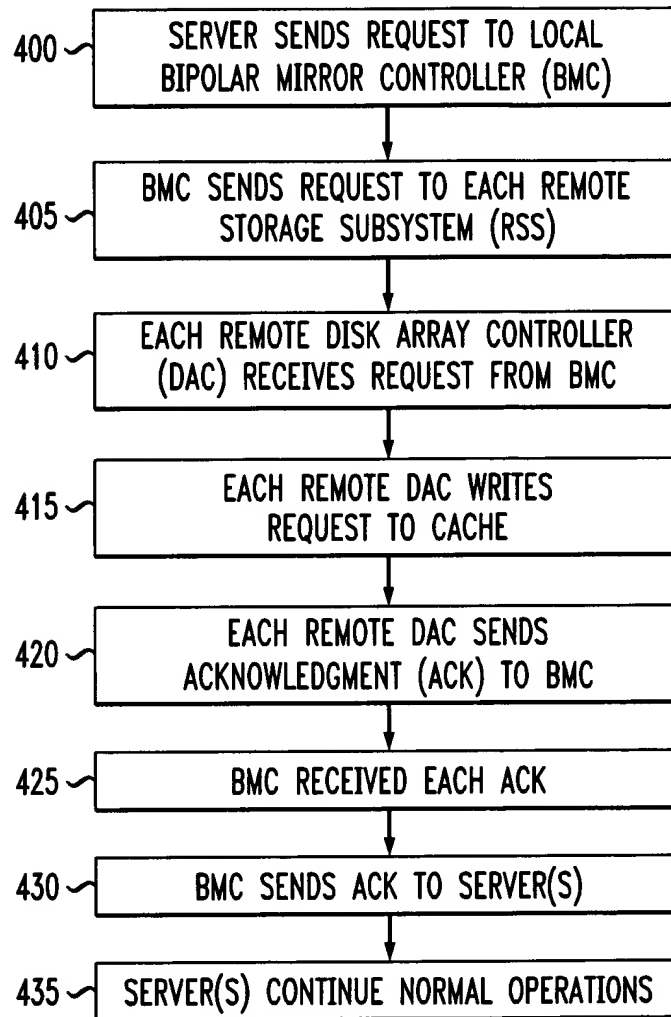 400
SERVER SENDS REQUEST TO LOCAL
BIPOLAR MIRROR CONTROLLER (BMC)
405
BMC SENDS REQUEST TO EACH REMOTE
STORAGE SUBSYSTEM (RSS)
410
EACH REMOTE DISK ARRAY CONTROLLER
(DAC) RECEIVES REQUEST FROM BMC
415
EACH REMOTE DAC WRITES
REQUEST TO CACHE
420
EACH REMOTE DAC SENDS
ACKNOWLEDGMENT (ACK) TO BMC
425
BMC RECEIVED EACH ACK
430
BMC SENDS ACK TO SERVER(S)
435
SERVER(S) CONTINUE NORMAL OPERATIONS